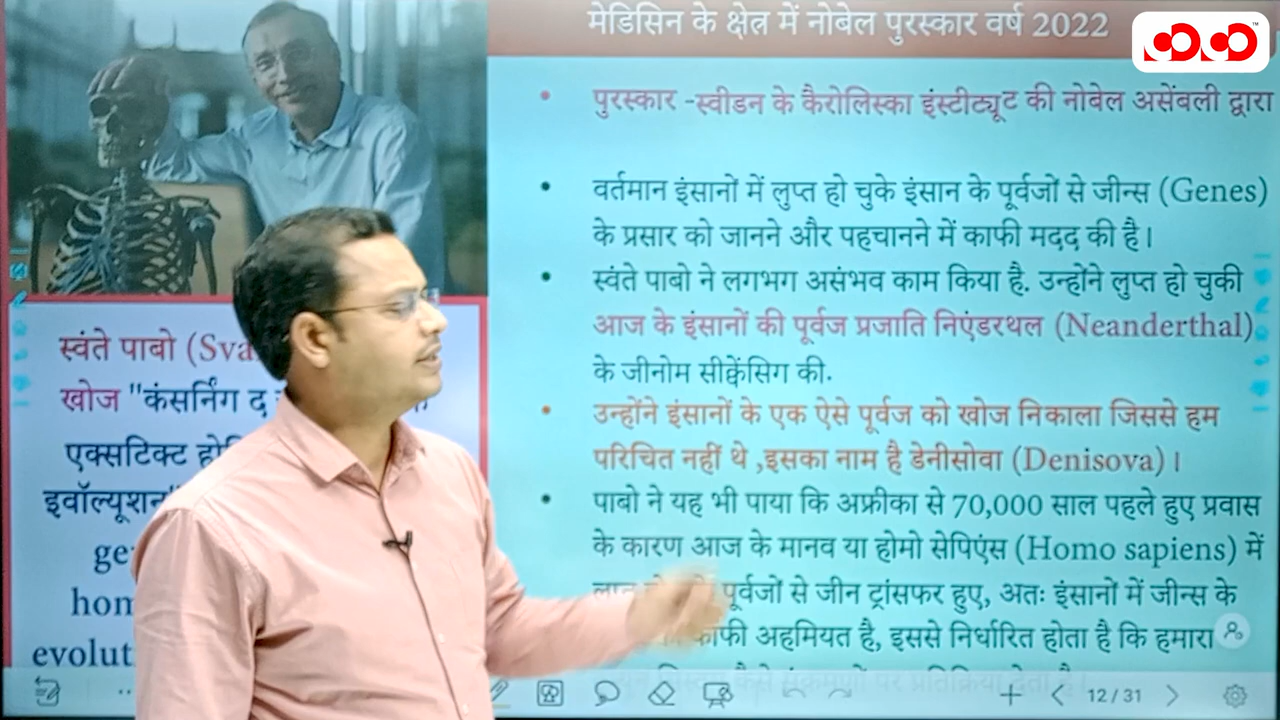 मेडिसिन के क्षेत्र में नोबेल पुरस्कार वर्ष 2022
पुरस्कार -स्वीडन के कैरोलिस्का इंस्टीट्यूट की नोबेल असेंबली द्वारा
वर्तमान इंसानों में लुप्त हो चुके इंसान के पूर्वजों से जीन्स (Genes)
के प्रसार को जानने और पहचानने में काफी मदद की है।
स्वंते पाबो ने लगभग असंभव काम किया है. उन्होंने लुप्त हो चुकी
आज के इंसानों की पूर्वज प्रजाति निएंडरथल (Neanderthal)
के जीनोम सीक्वेंसिग की.
उन्होंने इंसानों के एक ऐसे पूर्वज को खोज निकाला जिससे हम
परिचित नहीं थे ,इसका नाम है डेनीसोवा (Denisova) ।
पाबो ने यह भी पाया कि अफ्रीका से 70,000 साल पहले हुए प्रवास
के कारण आज के मानव या होमो सेपिएंस (Homo sapiens) में
पूर्वजों से जीन ट्रांसफर हुए, अतः इंसानों में जीन्स के
काफी अहमियत है, इससे निर्धारित होता है कि हमारा
कैसे संक्रमणों पर प्रतिक्रिया देता है।
स्वंते पाबो (Sva
खोज "कंसर्निंग द
एक्सटिक्ट
इवॉल्यूशन"
ge
hom
evolut
12/31